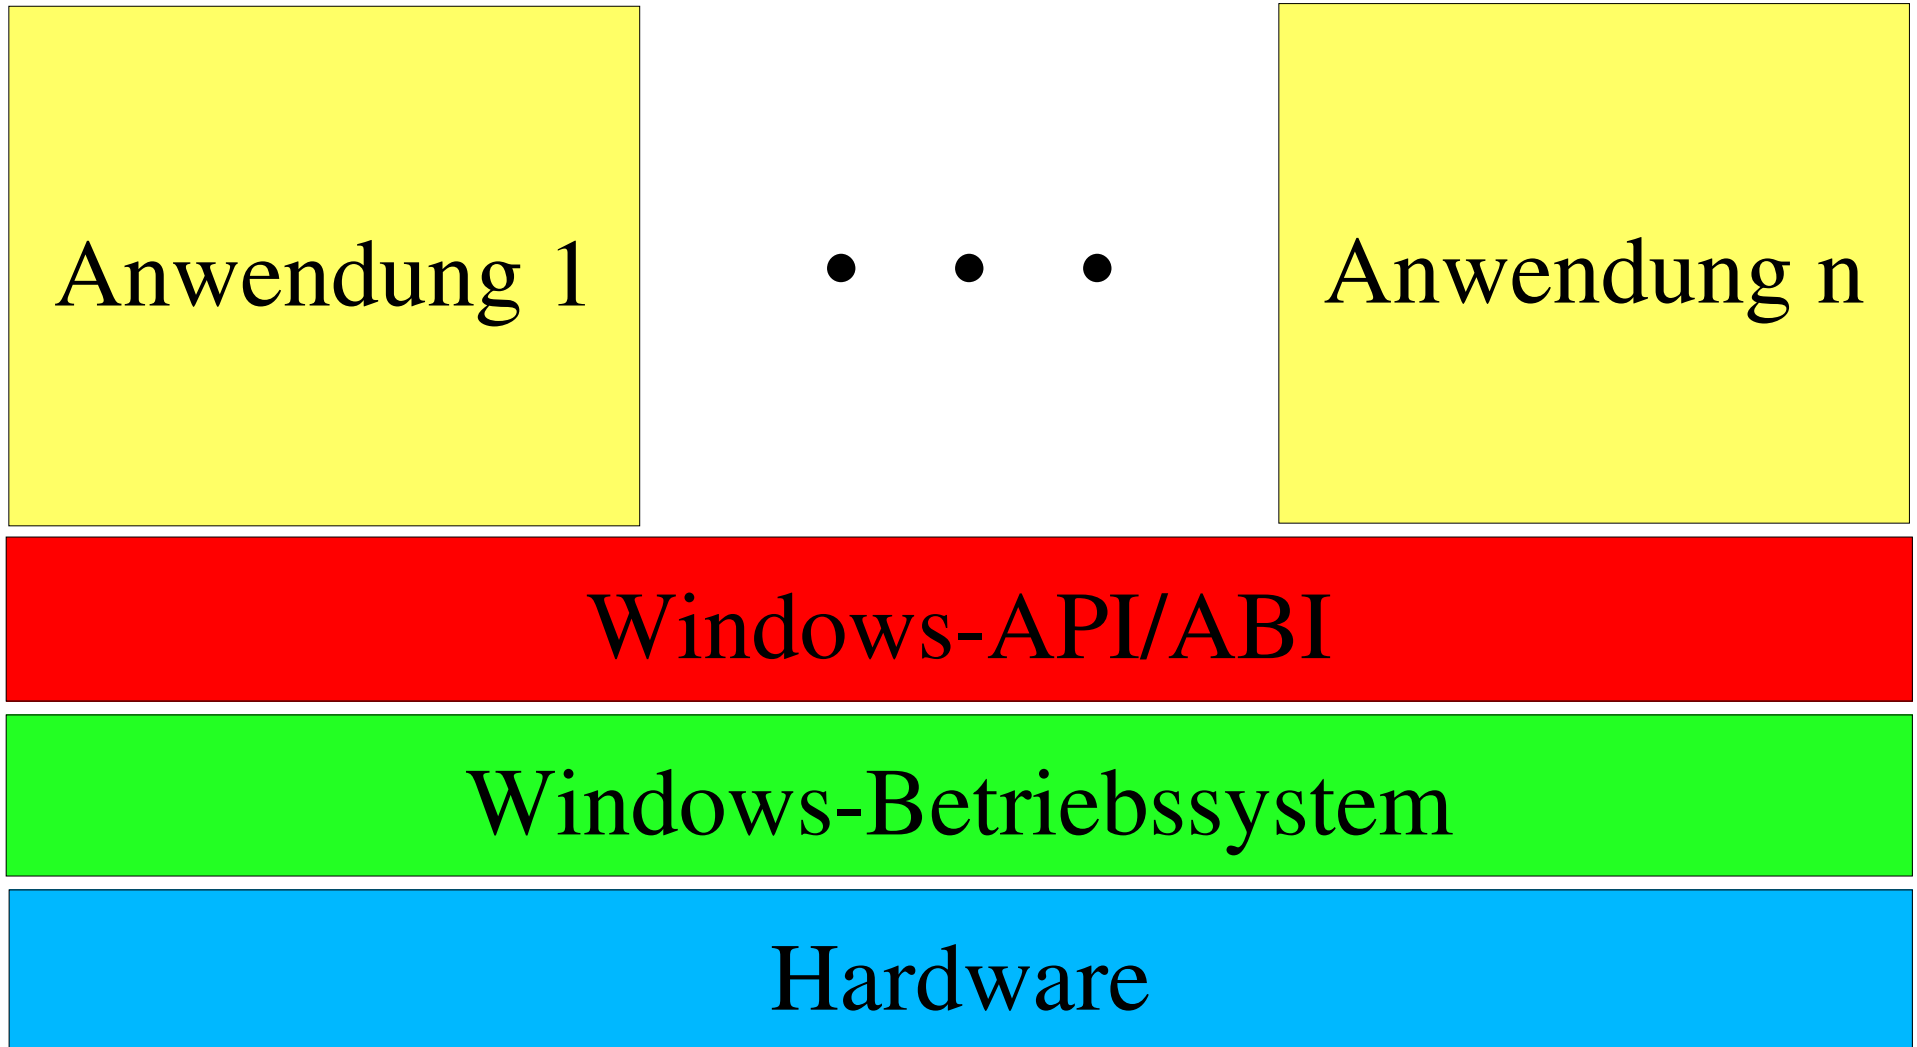 Anwendung 1
Anwendung n
Windows-API/ABI
Windows-Betriebssystem
Hardware